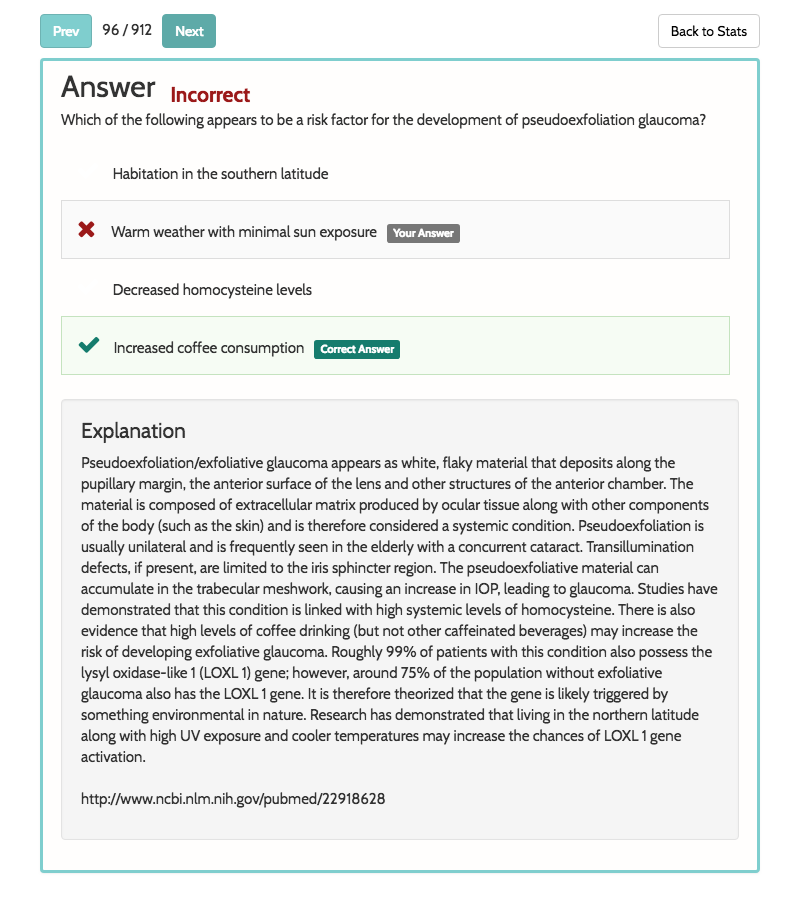 Prev 96 / 912 Next Back to Stats
Answer Incorrect
Which of the following appears to be a risk factor for the development of pseudoexfoliation glaucoma?
Habitation in the southern latitude
Warm weather with minimal sun exposure Your Answer
Decreased homocysteine levels
Increased coffee consumption Correct Answer
Explanation
Pseudoexfoliation/exfoliative glaucoma appears as white, flaky material that deposits along the
pupillary margin, the anterior surface of the lens and other structures of the anterior chamber. The
material is composed of extracellular matrix produced by ocular tissue along with other components
of the body (such as the skin) and is therefore considered a systemic condition. Pseudoexfoliation is
usually unilateral and is frequently seen in the elderly with a concurrent cataract. Transillumination
defects, if present, are limited to the iris sphincter region. The pseudoexfoliative material can
accumulate in the trabecular meshwork, causing an increase in IOP, leading to glaucoma. Studies have
demonstrated that this condition is linked with high systemic levels of homocysteine. There is also
evidence that high levels of coffee drinking (but not other caffeinated beverages) may increase the
risk of developing exfoliative glaucoma. Roughly 99% of patients with this condition also possess the
lysyl oxidase-like 1 (LOXL 1) gene; however, around 75% of the population without exfoliative
glaucoma also has the LOXL 1 gene. It is therefore theorized that the gene is likely triggered by
something environmental in nature. Research has demonstrated that living in the northern latitude
along with high UV exposure and cooler temperatures may increase the chances of LOXL 1 gene
activation.
http://www.ncbi.nlm.nih.gov/pubmed/22918628